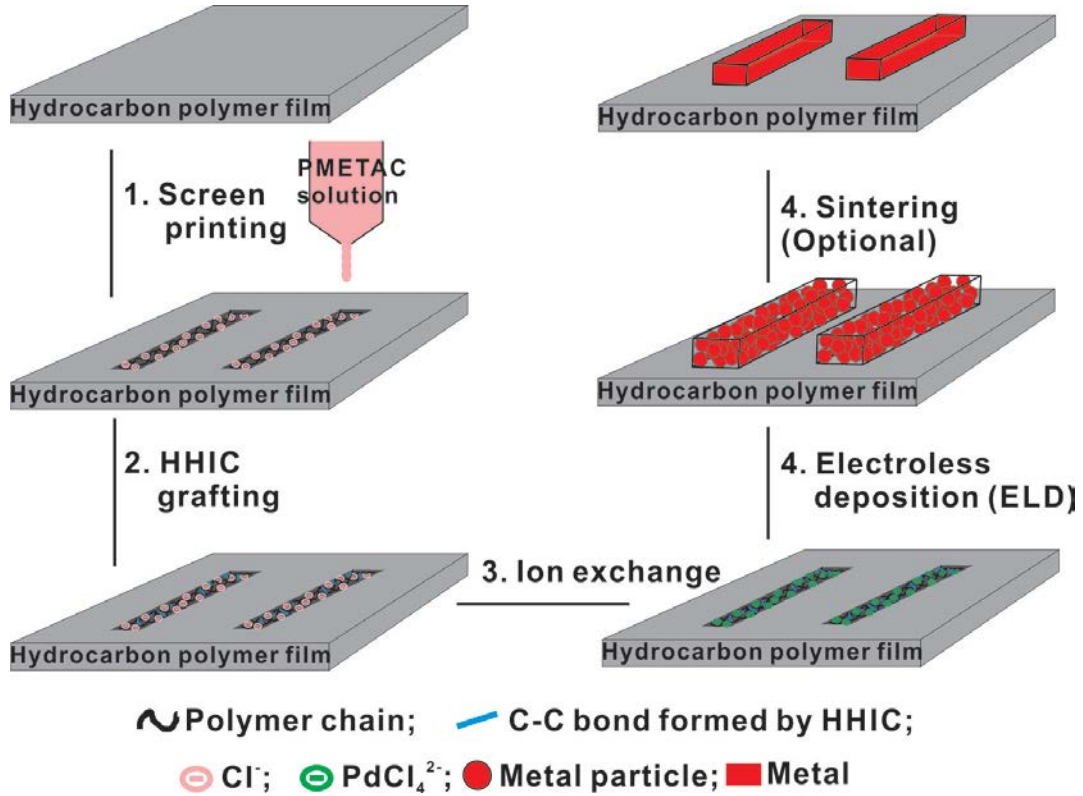 Hydrocarbon polymer film
1. Screen
printing
PMETAC
solution
Hydrocarbon polymer film
2. HHIC
grafting
Hydrocarbon polymer film
3. Ion exchange
Hydrocarbon polymer film
4. Electroless
deposition (ELD)
Hydrocarbon polymer film
4. Sintering
(Optional)
Hydrocarbon polymer film
Polymer chain; C-C bond formed by HHIC;
Cl⁻; PdCl₄²⁻; Metal particle; Metal